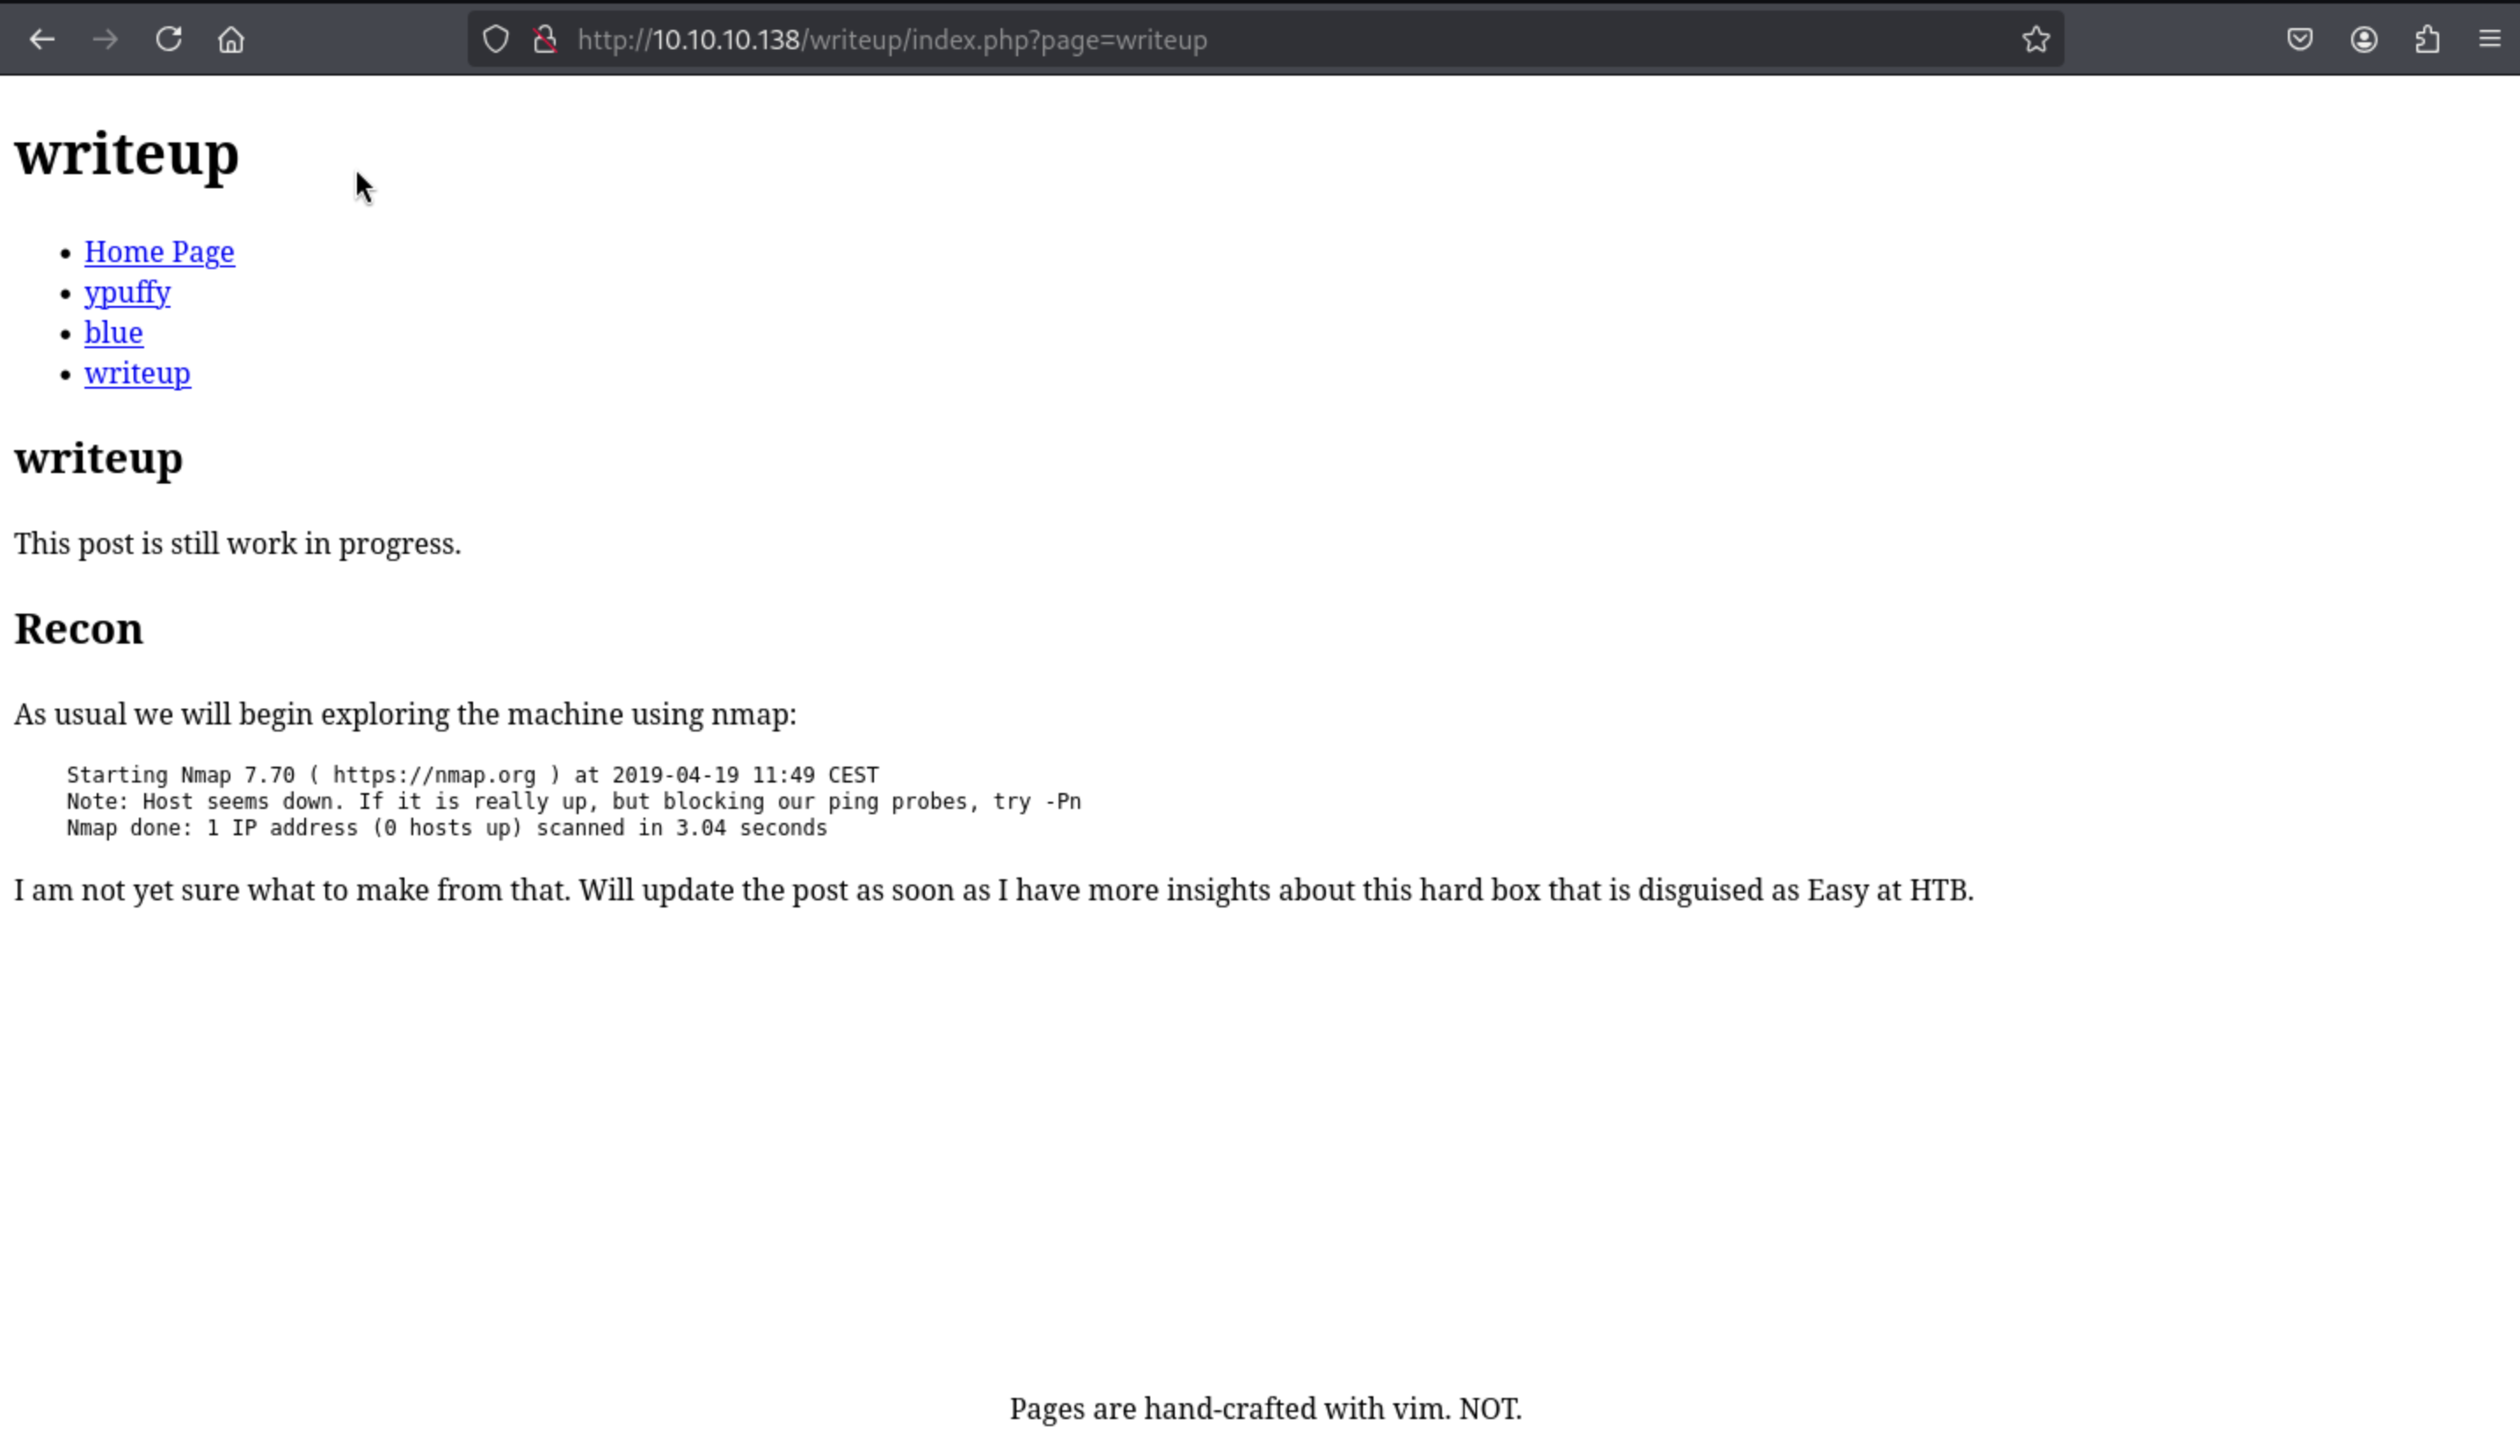 http://10.10.10.138/writeup/index.php?page=writeup
writeup
• Home Page
• ypuffy
• blue
• writeup
writeup
This post is still work in progress.
Recon
As usual we will begin exploring the machine using nmap:
Starting Nmap 7.70 ( https://nmap.org ) at 2019-04-19 11:49 CEST
Note: Host seems down. If it is really up, but blocking our ping probes, try -Pn
Nmap done: 1 IP address (0 hosts up) scanned in 3.04 seconds
I am not yet sure what to make from that. Will update the post as soon as I have more insights about this hard box that is disguised as Easy at HTB.
Pages are hand-crafted with vim. NOT.